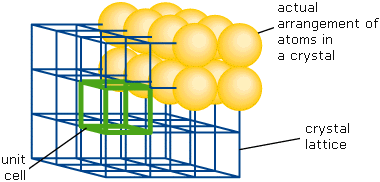 actual
arrangement of
atoms in
a crystal
crystal
lattice
unit
cell